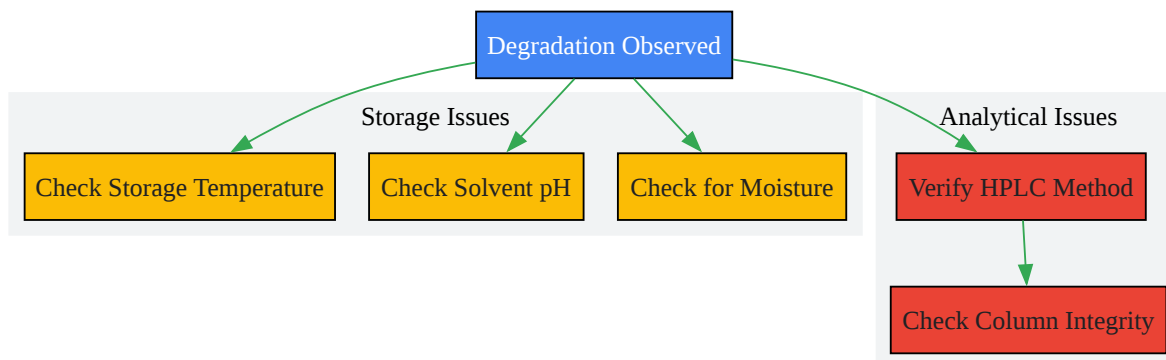 Degradation Observed
Storage Issues
Analytical Issues
Check Storage Temperature
Check Solvent pH
Check for Moisture
Verify HPLC Method
Check Column Integrity